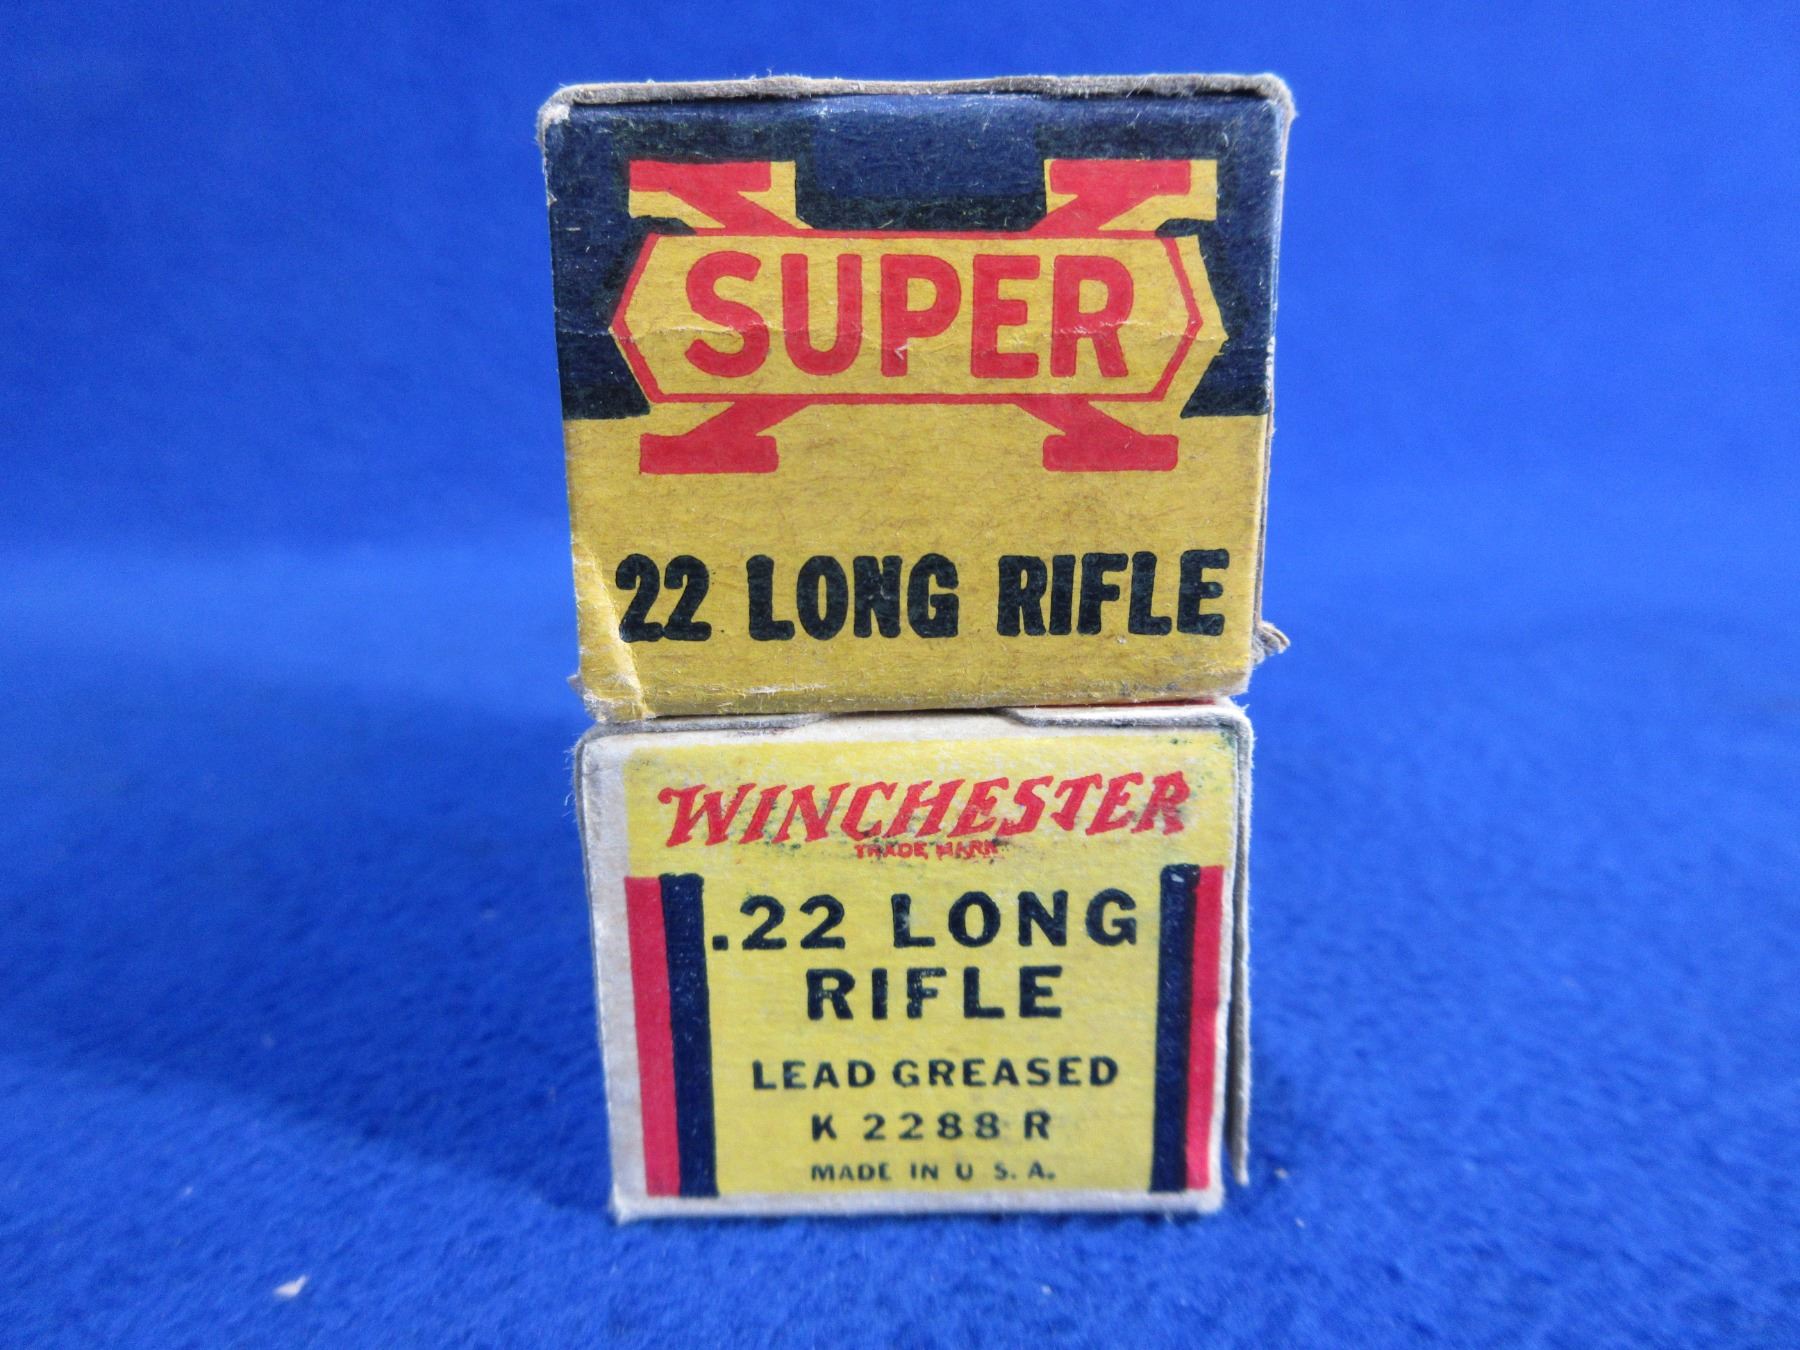 SUPER X
22 LONG RIFLE
WINCHESTER
TRADE MARK
.22 LONG
RIFLE
LEAD GREASED
K 2288 R
MADE IN U.S.A.